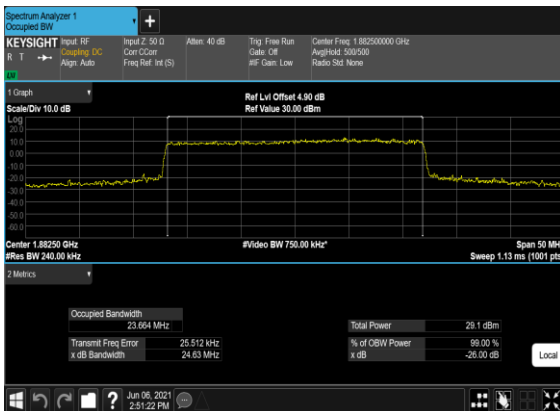 Spectrum Analyzer 1
Occupied BW
KEYSIGHT
R T
LV
Input: RF
Coupling: DC
Align: Auto
Input Z: 50 Ω
Corr CCorr
Freq Ref: Int (S)
Atten: 40 dB
Trig: Free Run
Gate: Off
#IF Gain: Low
Center Freq: 1.882500000 GHz
Avg|Hold: 500/500
Radio Std: None
1 Graph
Scale/Div 10.0 dB
Ref Lvl Offset 4.90 dB
Ref Value 30.00 dBm
Log
20.0
10.0
0.00
-10.0
-20.0
-30.0
-40.0
-50.0
-60.0
Center 1.88250 GHz
#Res BW 240.00 kHz
#Video BW 750.00 kHz*
Span 50 MH
Sweep 1.13 ms (1001 pts
2 Metrics
Occupied Bandwidth
23.664 MHz
Total Power 29.1 dBm
Transmit Freq Error 25.512 kHz
% of OBW Power 99.00 %
x dB Bandwidth 24.63 MHz
x dB -26.00 dB
Local
?
Jun 06, 2021
2:51:22 PM